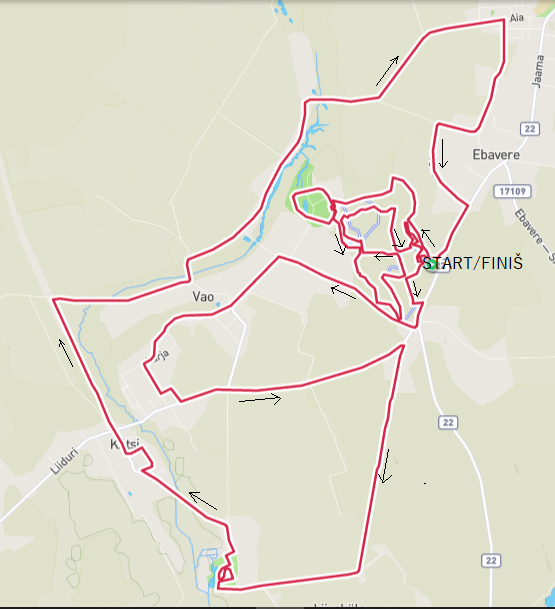 Aia
Jaama
22
Ebavere
17109
Ebavere — S
START/FINIŠ
Vao
22
Liiduri
22